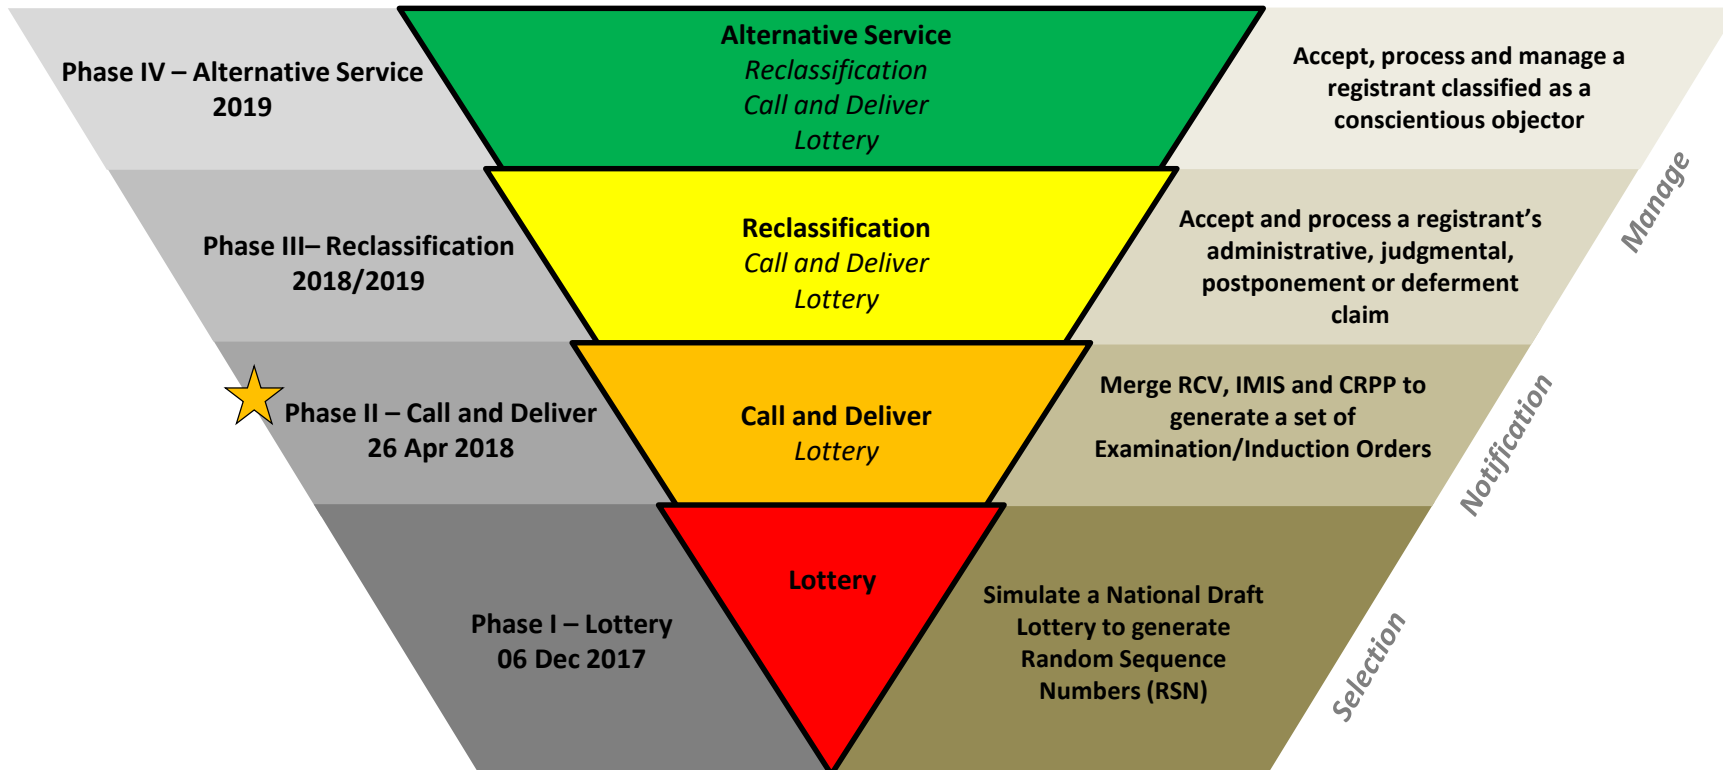 Phase IV – Alternative Service
2019
Alternative Service
Reclassification
Call and Deliver
Lottery
Accept, process and manage a
registrant classified as a
conscientious objector
Manage
Phase III– Reclassification
2018/2019
Reclassification
Call and Deliver
Lottery
Accept and process a registrant’s
administrative, judgmental,
postponement or deferment
claim
Phase II – Call and Deliver
26 Apr 2018
Call and Deliver
Lottery
Merge RCV, IMIS and CRPP to
generate a set of
Examination/Induction Orders
Notification
Phase I – Lottery
06 Dec 2017
Lottery
Simulate a National Draft
Lottery to generate
Random Sequence
Numbers (RSN)
Selection